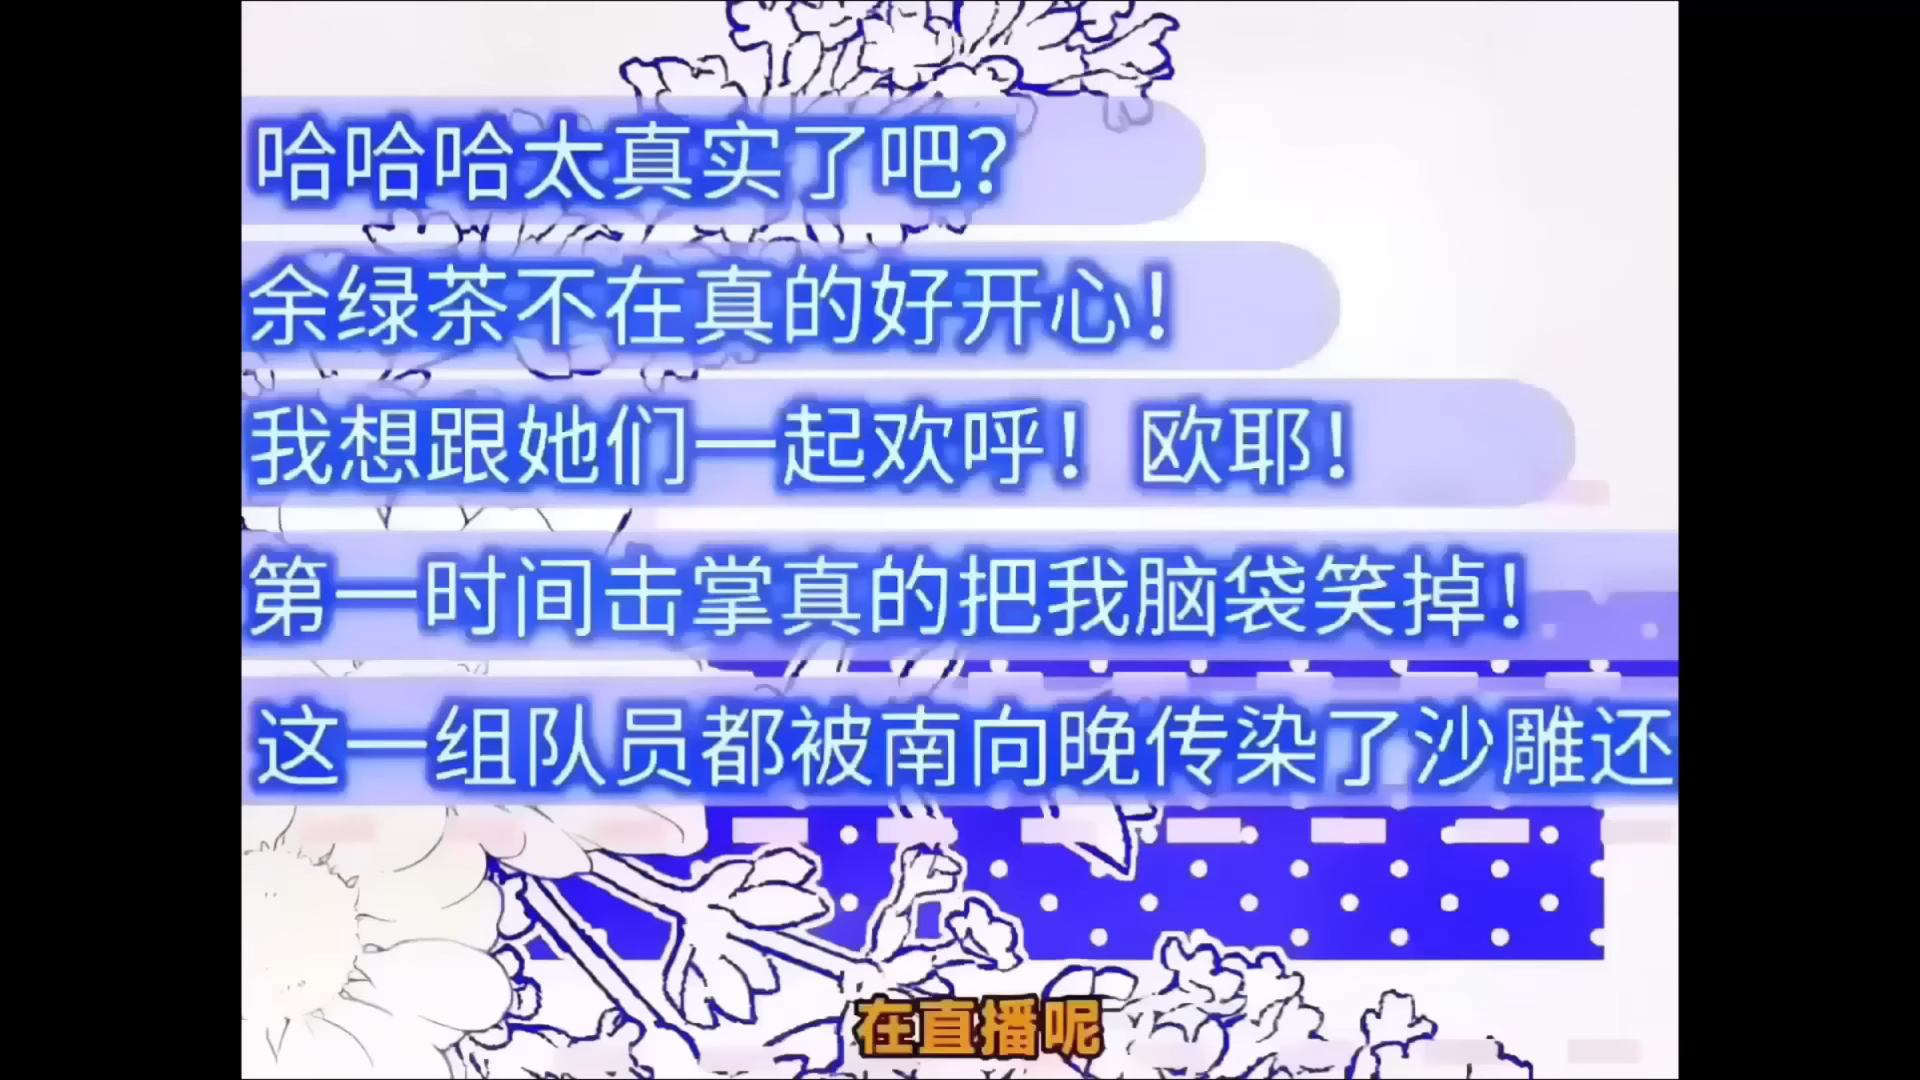 哈哈哈太真实了吧?
余绿茶不在真的好开心!
我想跟她们一起欢呼!欧耶!
第一时间击掌真的把我脑袋笑掉!
这一组队员都被南向晚传染了沙雕还
在直播呢